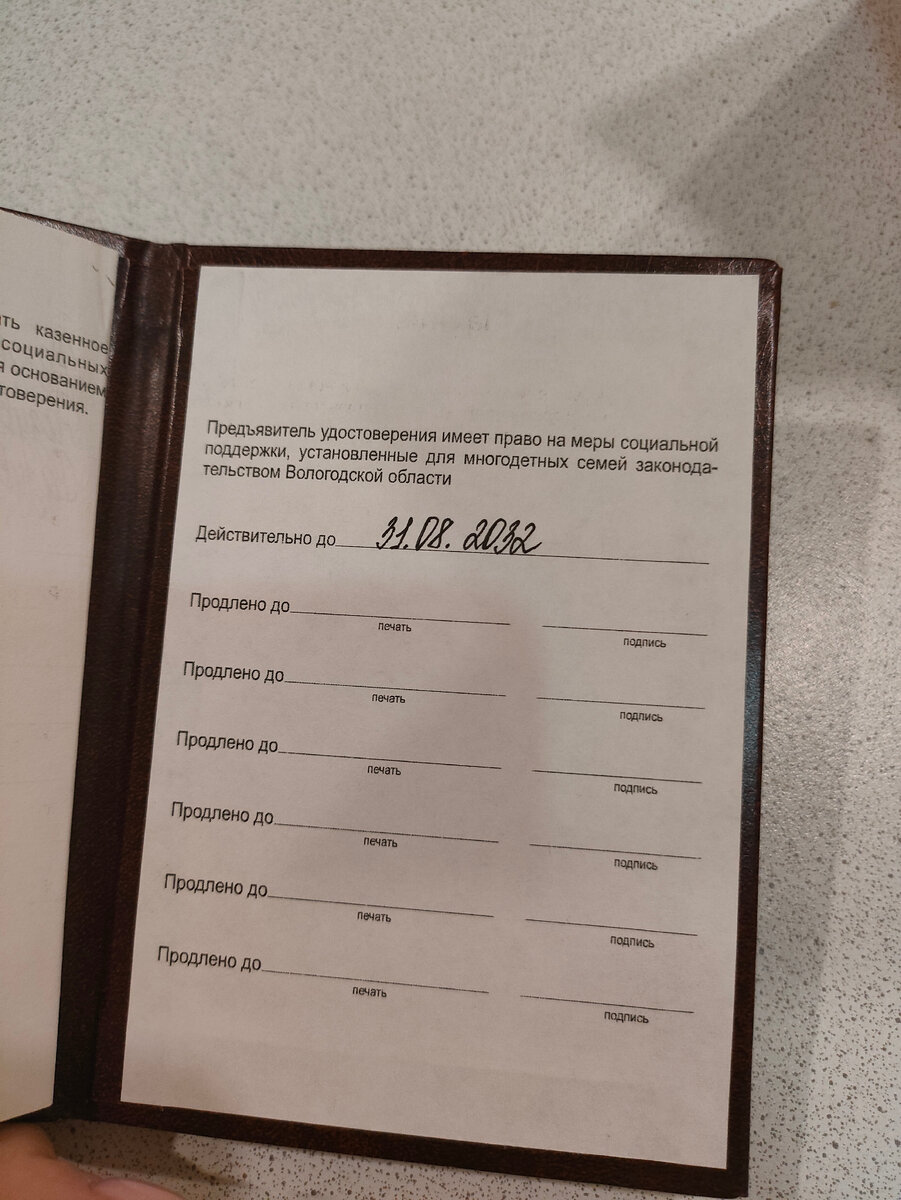 ть казенное
социальных
я основанием
товерения.
Предъявитель удостоверения имеет право на меры социальной
поддержки, установленные для многодетных семей законода-
тельством Вологодской области
Действительно до 31.08.2032
Продлено до
печать подпись
Продлено до
печать подпись
Продлено до
печать подпись
Продлено до
печать подпись
Продлено до
печать подпись
Продлено до
печать подпись